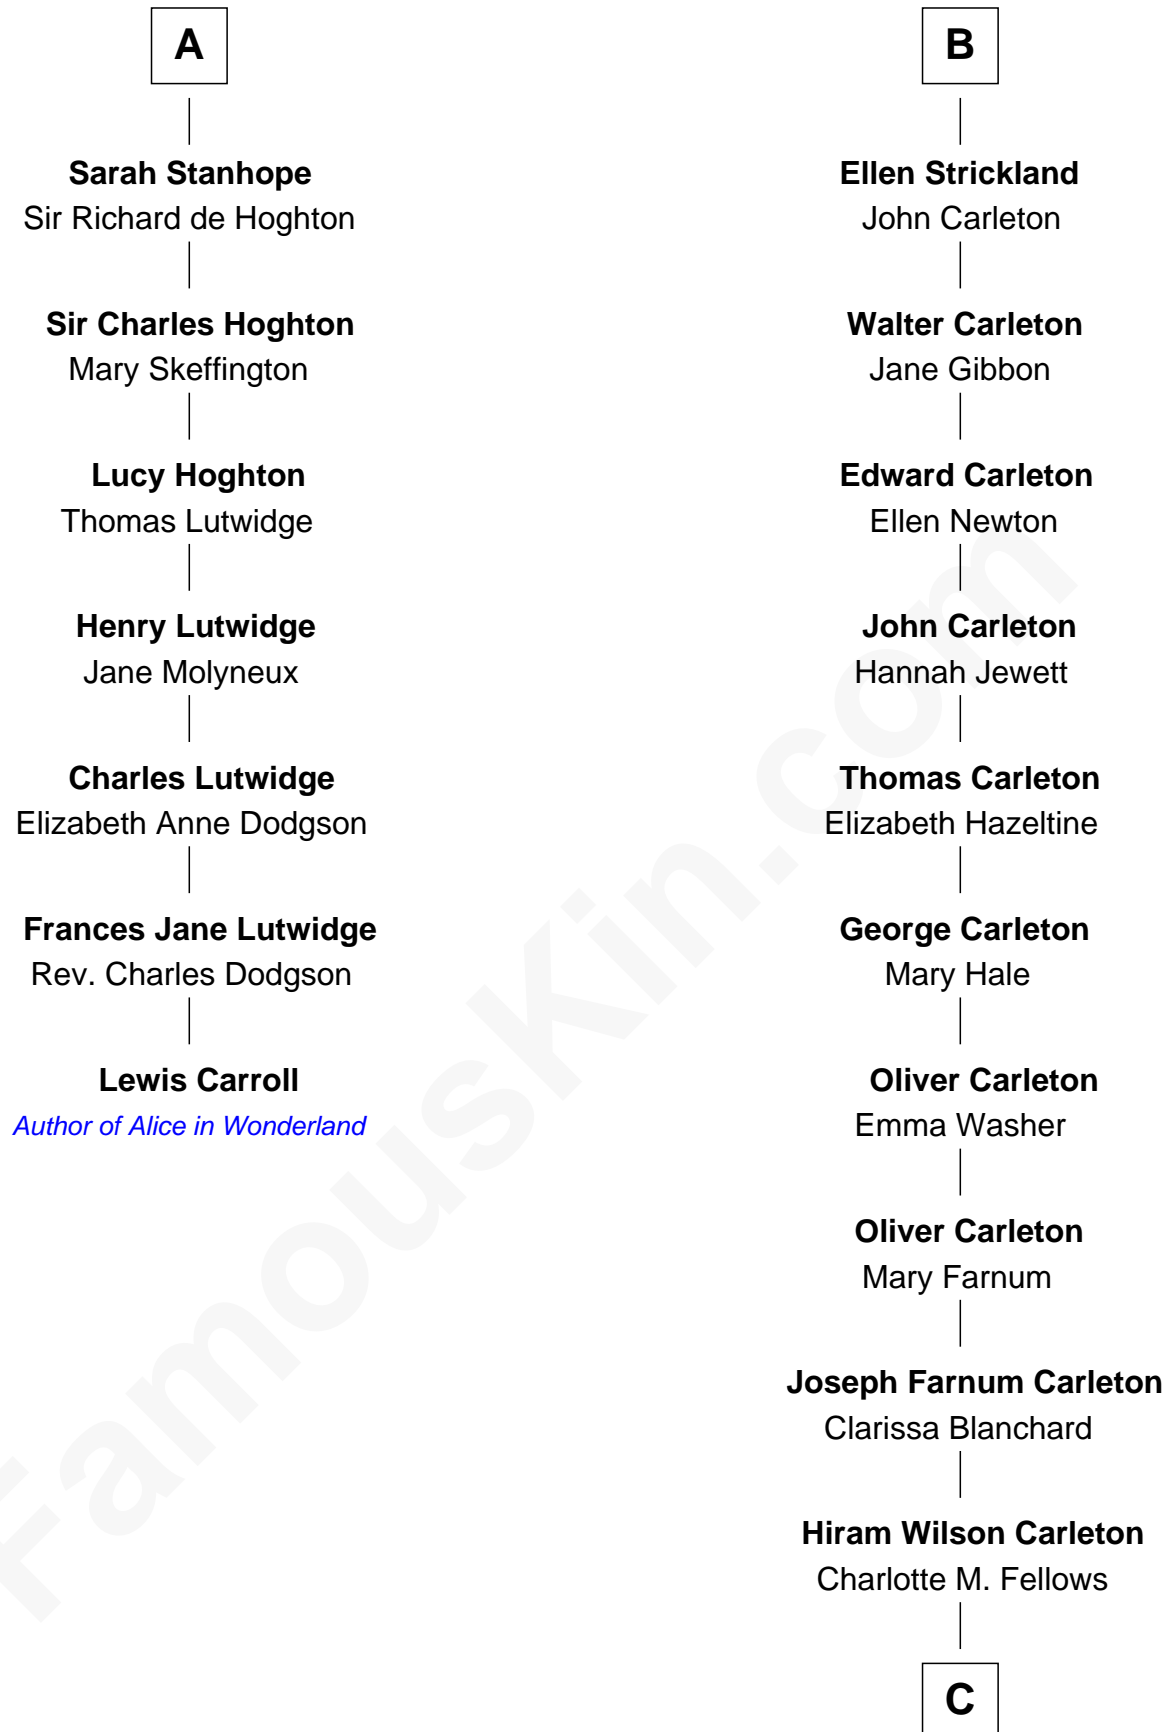 A
Sarah Stanhope
Sir Richard de Hoghton
Sir Charles Hoghton
Mary Skeffington
Lucy Hoghton
Thomas Lutwidge
Henry Lutwidge
Jane Molyneux
Charles Lutwidge
Elizabeth Anne Dodgson
Frances Jane Lutwidge
Rev. Charles Dodgson
Lewis Carroll
Author of Alice in Wonderland
B
Ellen Strickland
John Carleton
Walter Carleton
Jane Gibbon
Edward Carleton
Ellen Newton
John Carleton
Hannah Jewett
Thomas Carleton
Elizabeth Hazeltine
George Carleton
Mary Hale
Oliver Carleton
Emma Washer
Oliver Carleton
Mary Farnum
Joseph Farnum Carleton
Clarissa Blanchard
Hiram Wilson Carleton
Charlotte M. Fellows
C
FamousKin.com